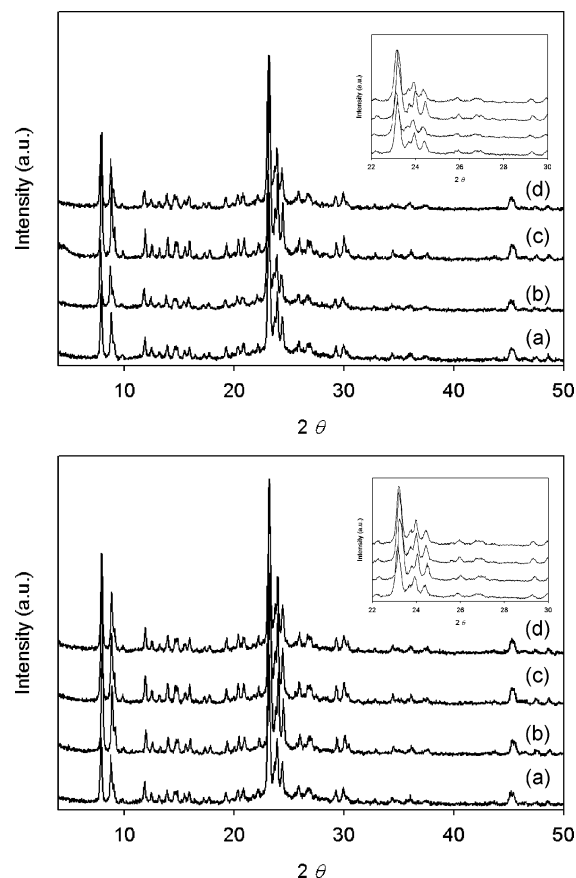 Intensity (a.u.)
Intensity (a.u.)
22 24 26 28 30
2 θ
(d)
(c)
(b)
(a)
10 20 30 40 50
2 θ
Intensity (a.u.)
Intensity (a.u.)
22 24 26 28 30
2 θ
(d)
(c)
(b)
(a)
10 20 30 40 50
2 θ